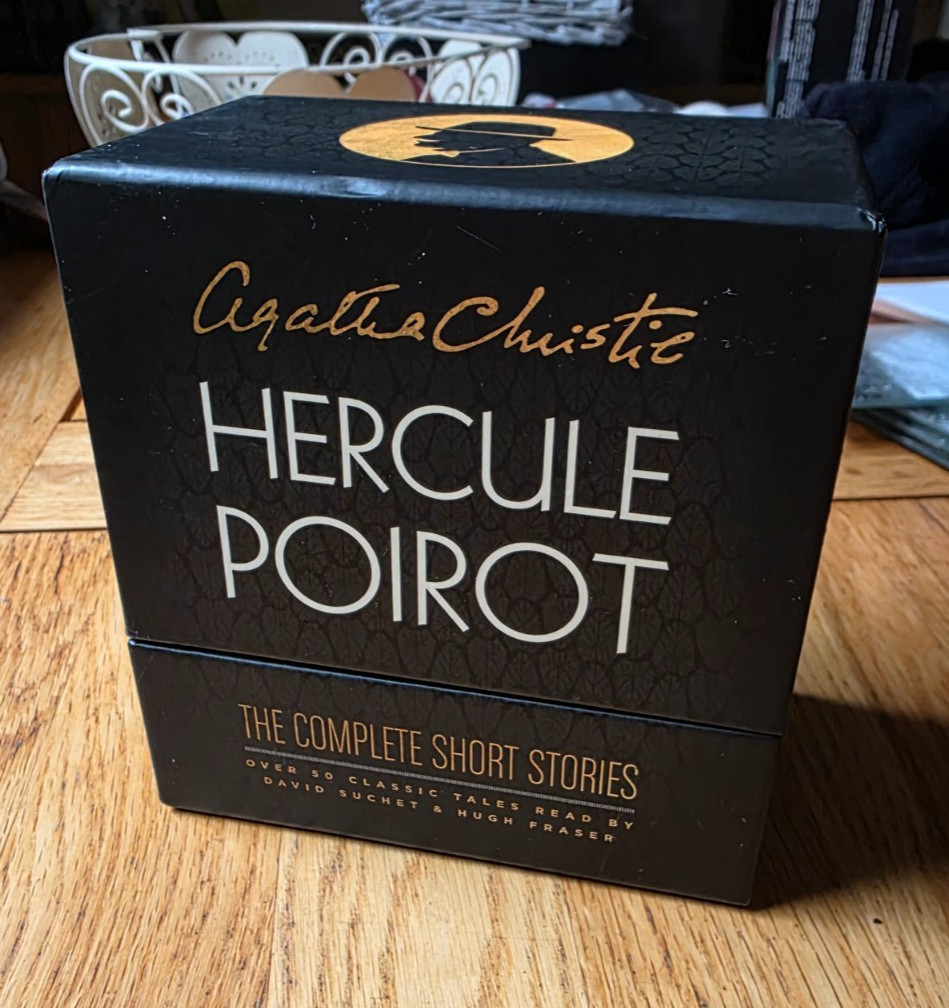 Agatha Christie
HERCULE
POIROT
THE COMPLETE SHORT STORIES
OVER 50 CLASSIC TALES READ BY
DAVID SUCHET & HUGH FRASER